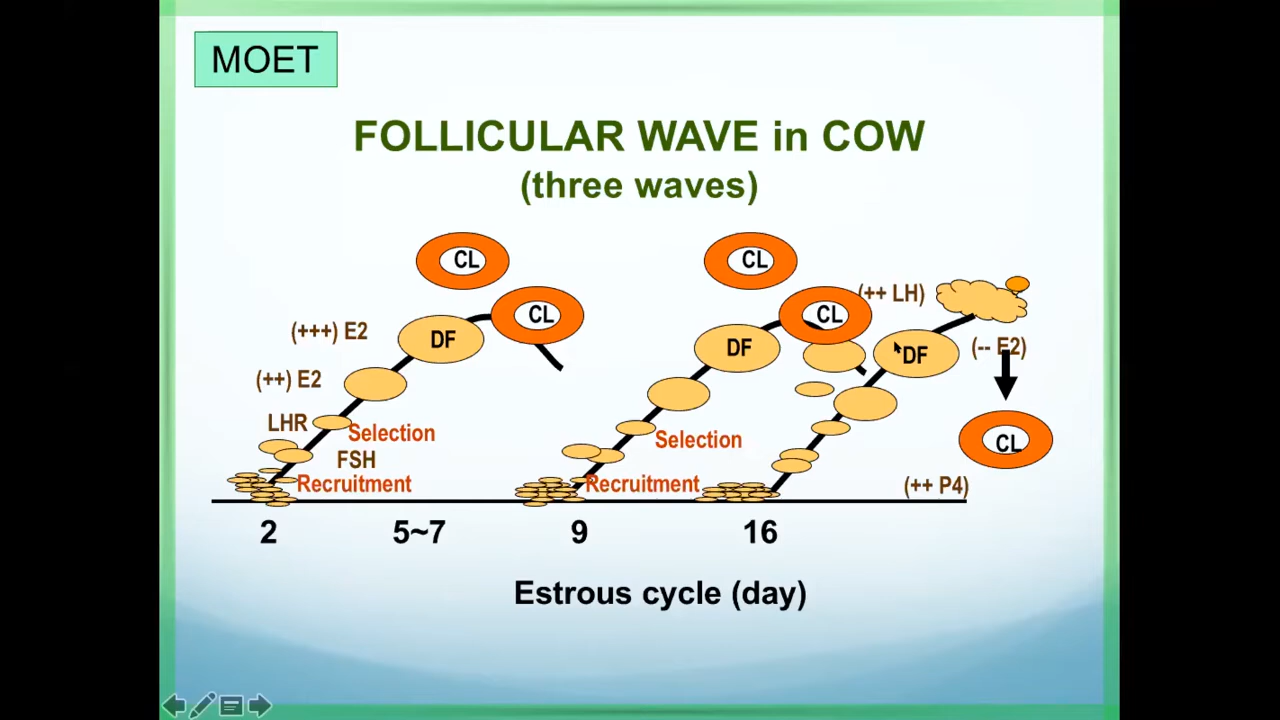 MOET
FOLLICULAR WAVE in COW
(three waves)
CL
CL
(++ LH)
CL
CL
(+++) E2
DF
DF
DF
(-- E2)
(++) E2
LHR
Selection
Selection
CL
FSH
Recruitment
Recruitment
(++ P4)
2 5~7 9 16
Estrous cycle (day)